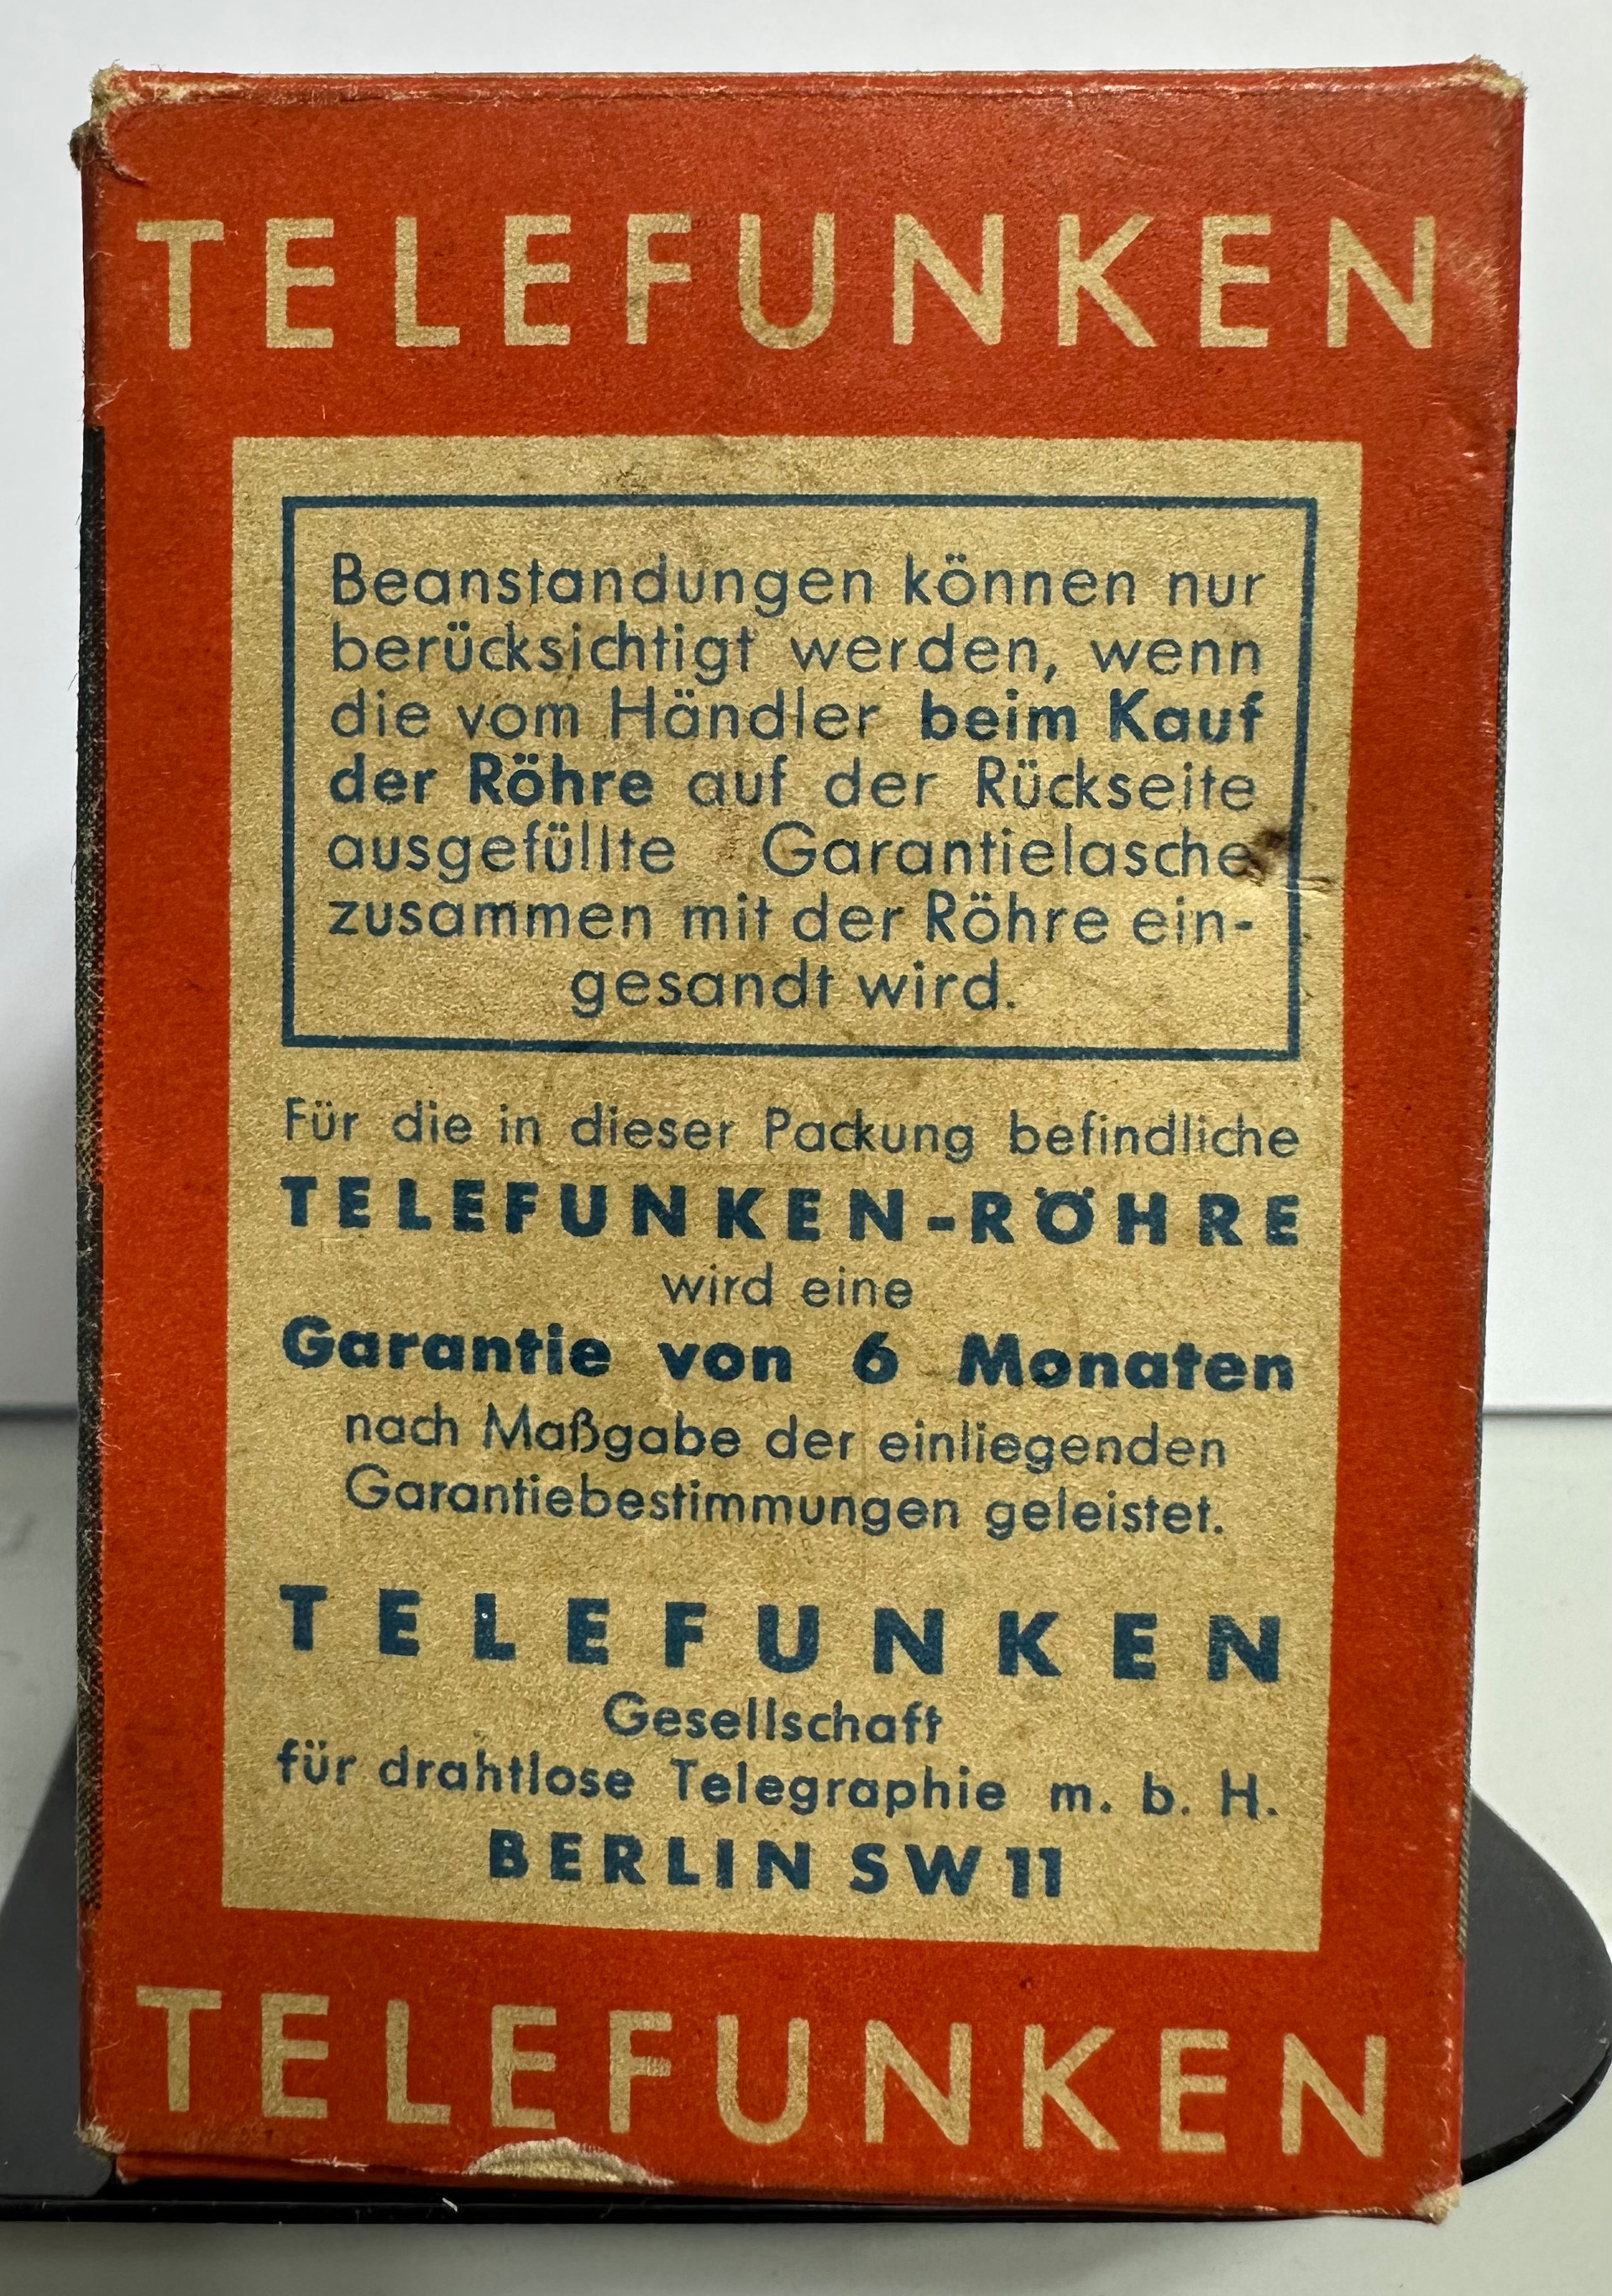 TELEFUNKEN
Beanstandungen können nur
berücksichtigt werden, wenn
die vom Händler beim Kauf
der Röhre auf der Rückseite
ausgefüllte Garantielasche
zusammen mit der Röhre ein-
gesandt wird.
Für die in dieser Packung befindliche
TELEFUNKEN-RÖHRE
wird eine
Garantie von 6 Monaten
nach Maßgabe der einliegenden
Garantiebestimmungen geleistet.
TELEFUNKEN
Gesellschaft
für drahtlose Telegraphie m. b. H.
BERLIN SW 11
TELEFUNKEN